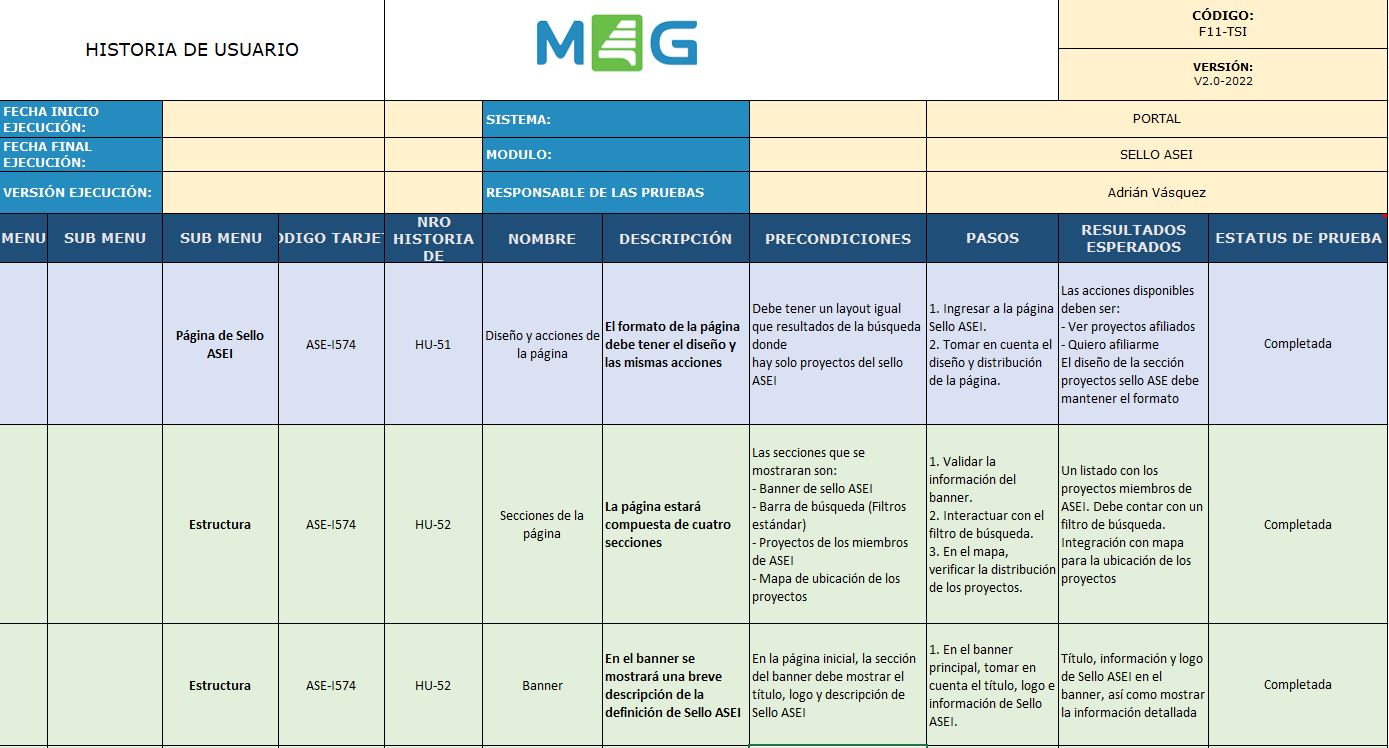 HISTORIA DE USUARIO
MG
CÓDIGO:
F11-TSI
VERSIÓN:
V2.0-2022
FECHA INICIO
EJECUCIÓN:
SISTEMA:
PORTAL
FECHA FINAL
EJECUCIÓN:
MODULO:
SELLO ASEI
VERSIÓN EJECUCIÓN:
RESPONSABLE DE LAS PRUEBAS
Adrián Vásquez
MENU
SUB MENU
SUB MENU
ODIGO TARJET
NRO
HISTORIA
DE
NOMBRE
DESCRIPCIÓN
PRECONDICIONES
PASOS
RESULTADOS
ESPERADOS
ESTATUS DE PRUEBA
Página de Sello
ASEI
ASE-I574
HU-51
Diseño y acciones de
la página
El formato de la página
debe tener el diseño y
las mismas acciones
Debe tener un layout igual
que resultados de la búsqueda
donde
hay solo proyectos del sello
ASEI
1. Ingresar a la página
Sello ASEI.
2. Tomar en cuenta el
diseño y distribución
de la página.
Las acciones disponibles
deben ser:
- Ver proyectos afiliados
- Quiero afiliarme
El diseño de la sección
proyectos sello ASE debe
mantener el formato
Completada
Estructura
ASE-I574
HU-52
Secciones de la
página
La página estará
compuesta de cuatro
secciones
Las secciones que se
mostraran son:
- Banner de sello ASEI
- Barra de búsqueda (Filtros
estándar)
- Proyectos de los miembros
de ASEI
- Mapa de ubicación de los
proyectos
1. Validar la
información del
banner.
2. Interactuar con el
filtro de búsqueda.
3. En el mapa,
verificar la distribución
de los proyectos.
Un listado con los
proyectos miembros de
ASEI. Debe contar con un
filtro de búsqueda.
Integración con mapa
para la ubicación de los
proyectos
Completada
Estructura
ASE-I574
HU-52
Banner
En el banner se
mostrará una breve
descripción de la
definición de Sello ASEI
En la página inicial, la sección
del banner debe mostrar el
título, logo y descripción de
Sello ASEI
1. En el banner
principal, tomar en
cuenta el título, logo e
información de Sello
ASEI.
Título, información y logo
de Sello ASEI en el
banner, así como mostrar
la información detallada
Completada